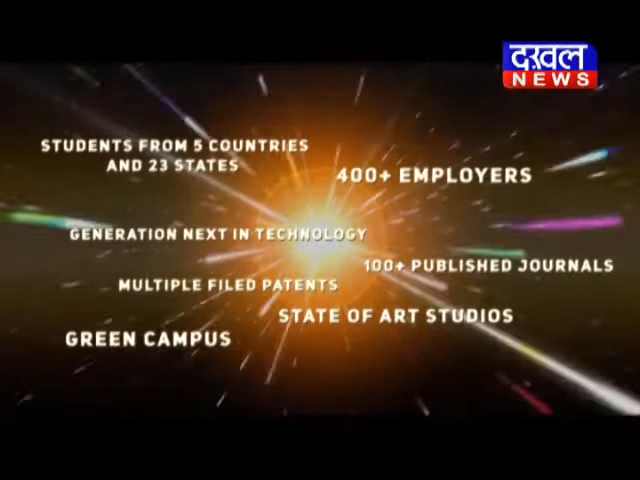 दख़ल
NEWS
STUDENTS FROM 5 COUNTRIES
AND 23 STATES
400+ EMPLOYERS
GENERATION NEXT IN TECHNOLOGY
100+ PUBLISHED JOURNALS
MULTIPLE FILED PATENTS
STATE OF ART STUDIOS
GREEN CAMPUS